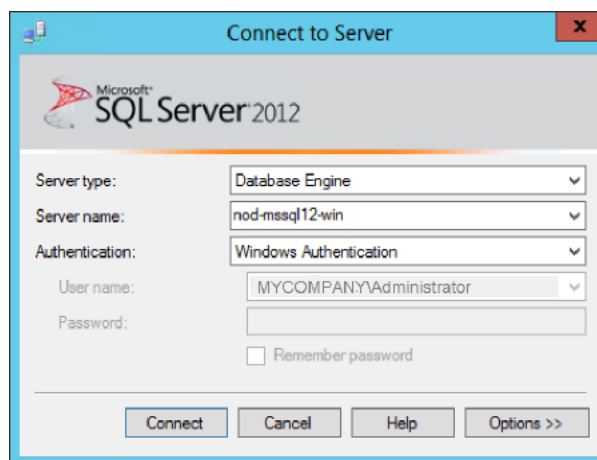 Connect to Server
x
Microsoft®
SQL Server 2012
Server type: Database Engine
Server name: nod-mssql12-win
Authentication: Windows Authentication
User name: MYCOMPANY\Administrator
Password:
Remember password
Connect Cancel Help Options >>